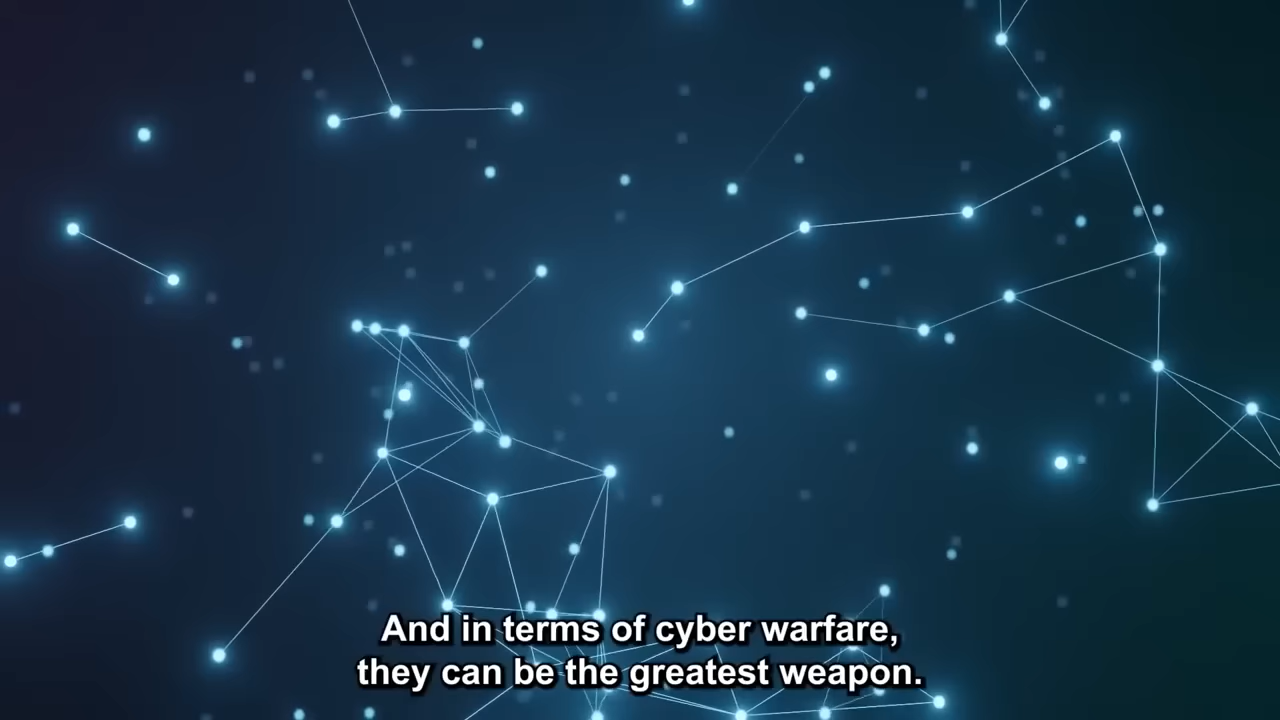 And in terms of cyber warfare,
they can be the greatest weapon.